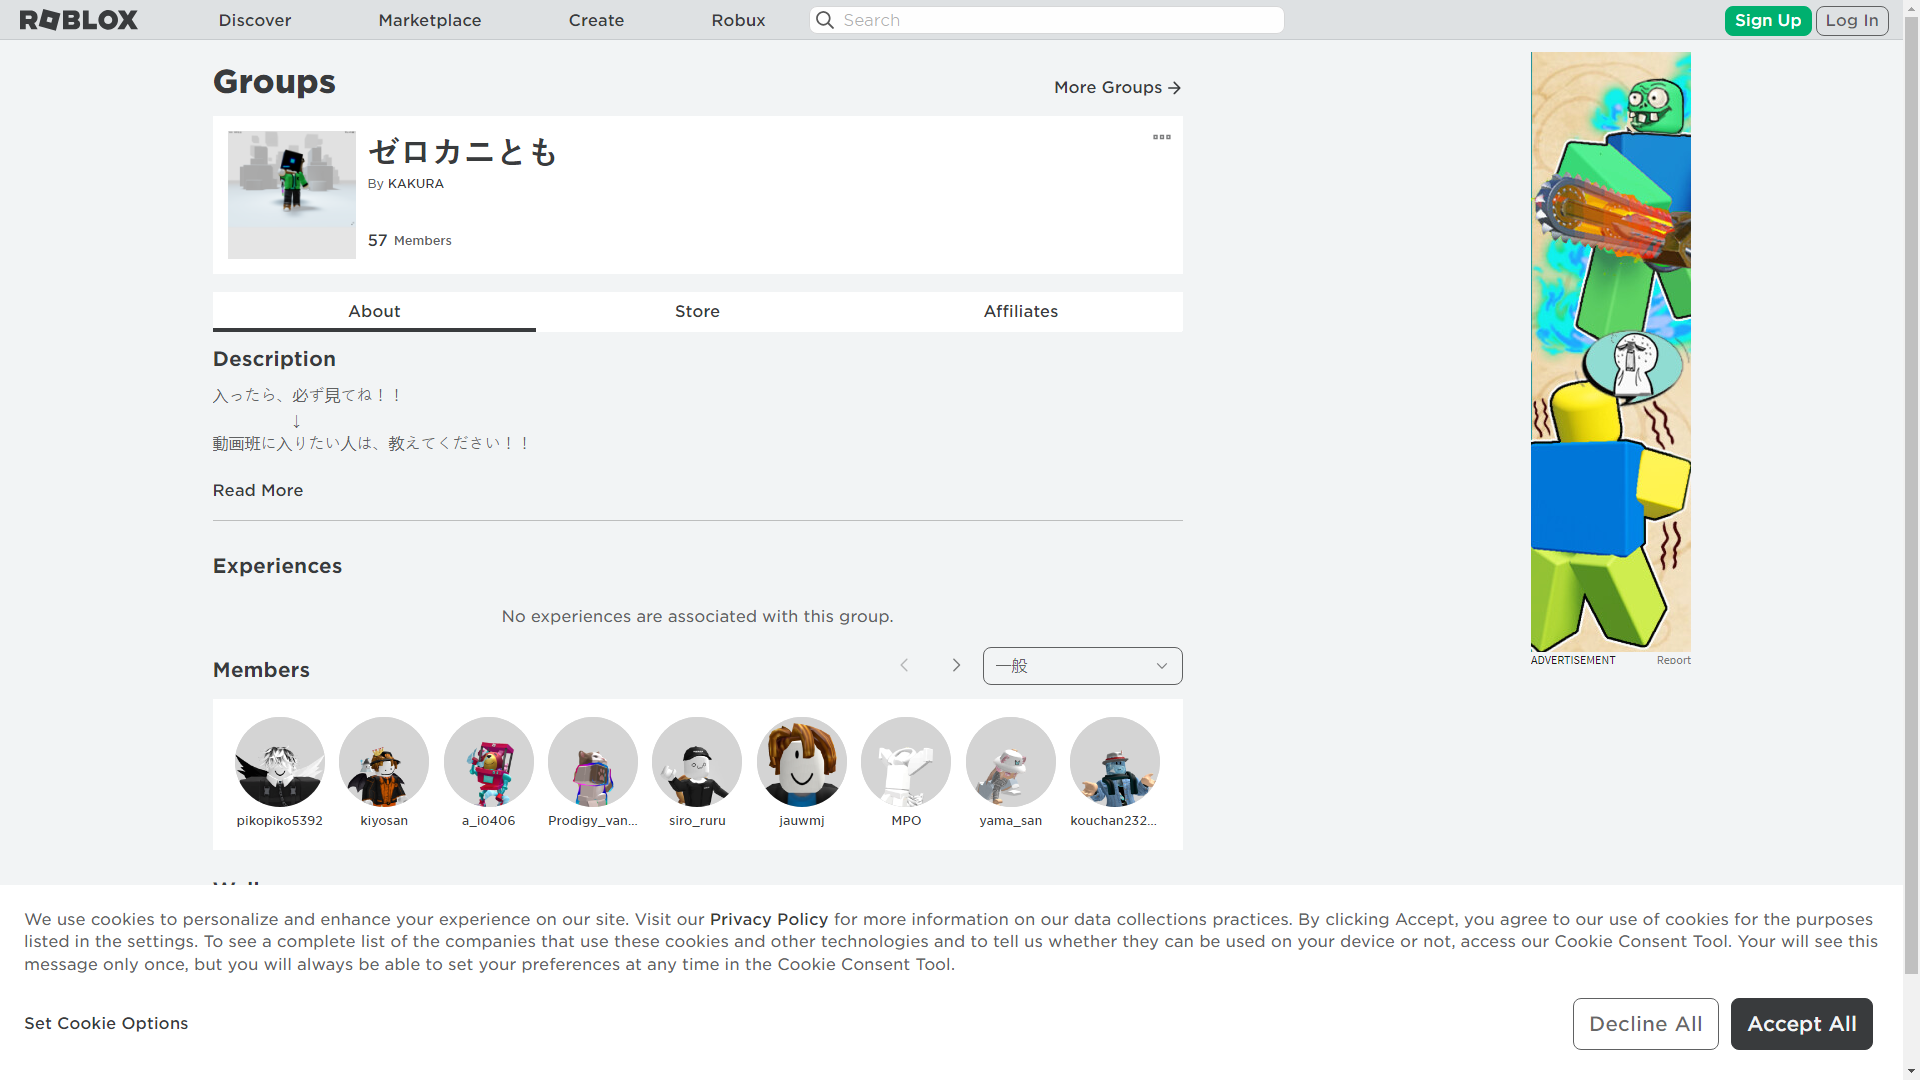 ROBLOX
Discover
Marketplace
Create
Robux
Search
Sign Up
Log In
Groups
More Groups
ゼロカニとも
By KAKURA
57 Members
About
Store
Affiliates
Description
入ったら、必ず見てね！！
↓
動画班に入りたい人は、教えてください！！
Read More
Experiences
No experiences are associated with this group.
Members
一般
pikopiko5392
kiyosan
a_i0406
Prodigy_van...
siro_ruru
jauwmj
MPO
yama_san
kouchan232...
ADVERTISEMENT
Report
We use cookies to personalize and enhance your experience on our site. Visit our Privacy Policy for more information on our data collections practices. By clicking Accept, you agree to our use of cookies for the purposes
listed in the settings. To see a complete list of the companies that use these cookies and other technologies and to tell us whether they can be used on your device or not, access our Cookie Consent Tool. Your will see this
message only once, but you will always be able to set your preferences at any time in the Cookie Consent Tool.
Set Cookie Options
Decline All
Accept All